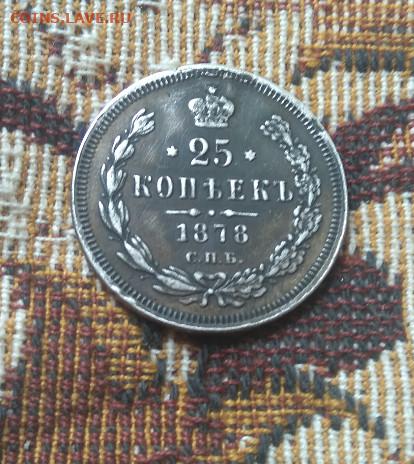 COINS.LAVE.RU
* 25 *
КОПѢЕКЪ
1878
С.П.Б.